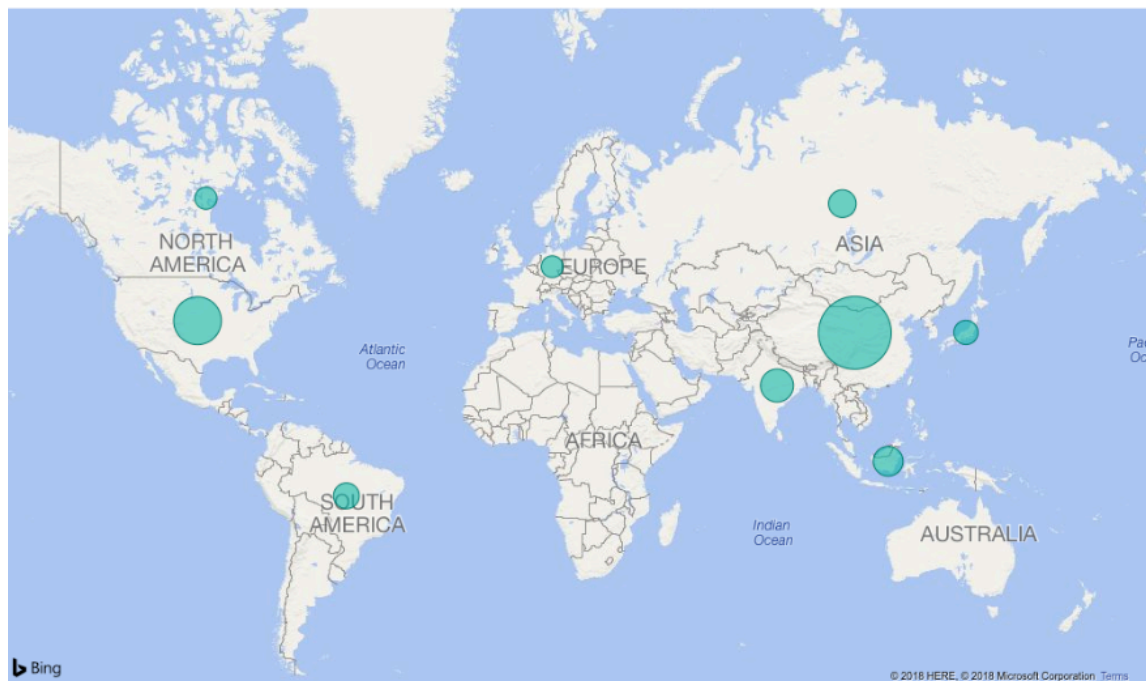 NORTH
AMERICA
ASIA
EUROPE
Atlantic
Ocean
AFRICA
SOUTH
AMERICA
Indian
Ocean
AUSTRALIA
Bing
© 2018 HERE, © 2018 Microsoft Corporation Terms